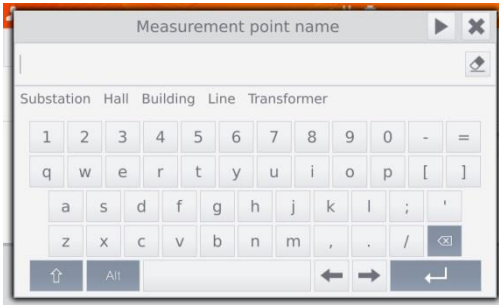 Measurement point name
Substation Hall Building Line Transformer
1 2 3 4 5 6 7 8 9 0 - =
q w e r t y u i o p [ ]
a s d f g h j k l ; '
z x c v b n m , . /
Alt